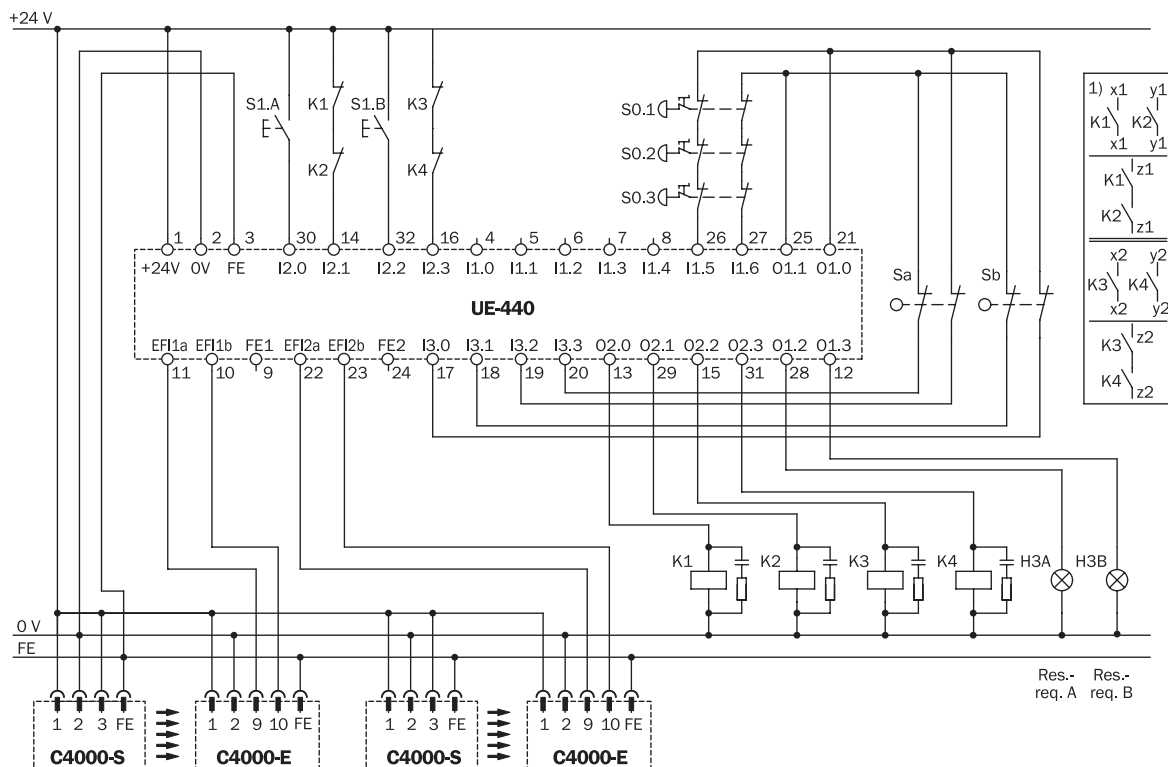 +24 V
S1.A K1 S1.B K3
K2 K4
S0.1
S0.2
S0.3
1) x1 y1
K1 K2
x1 y1
z1
K1
K2
z1
x2 y2
K3 K4
x2 y2
K3 z2
K4 z2
1 2 3 30 14 32 16 4 5 6 7 8 26 27 25 21
+24V 0V FE I2.0 I2.1 I2.2 I2.3 I1.0 I1.1 I1.2 I1.3 I1.4 I1.5 I1.6 O1.1 O1.0
Sa Sb
UE-440
EFI1a EFI1b FE1 EFI2a EFI2b FE2 I3.0 I3.1 I3.2 I3.3 O2.0 O2.1 O2.2 O2.3 O1.2 O1.3
11 10 9 22 23 24 17 18 19 20 13 29 15 31 28 12
K1 K2 K3 K4 H3A H3B
0 V
FE
Res.- Res.-
req. A req. B
1 2 3 FE 1 2 9 10 FE 1 2 3 FE 1 2 9 10 FE
C4000-S C4000-E C4000-S C4000-E